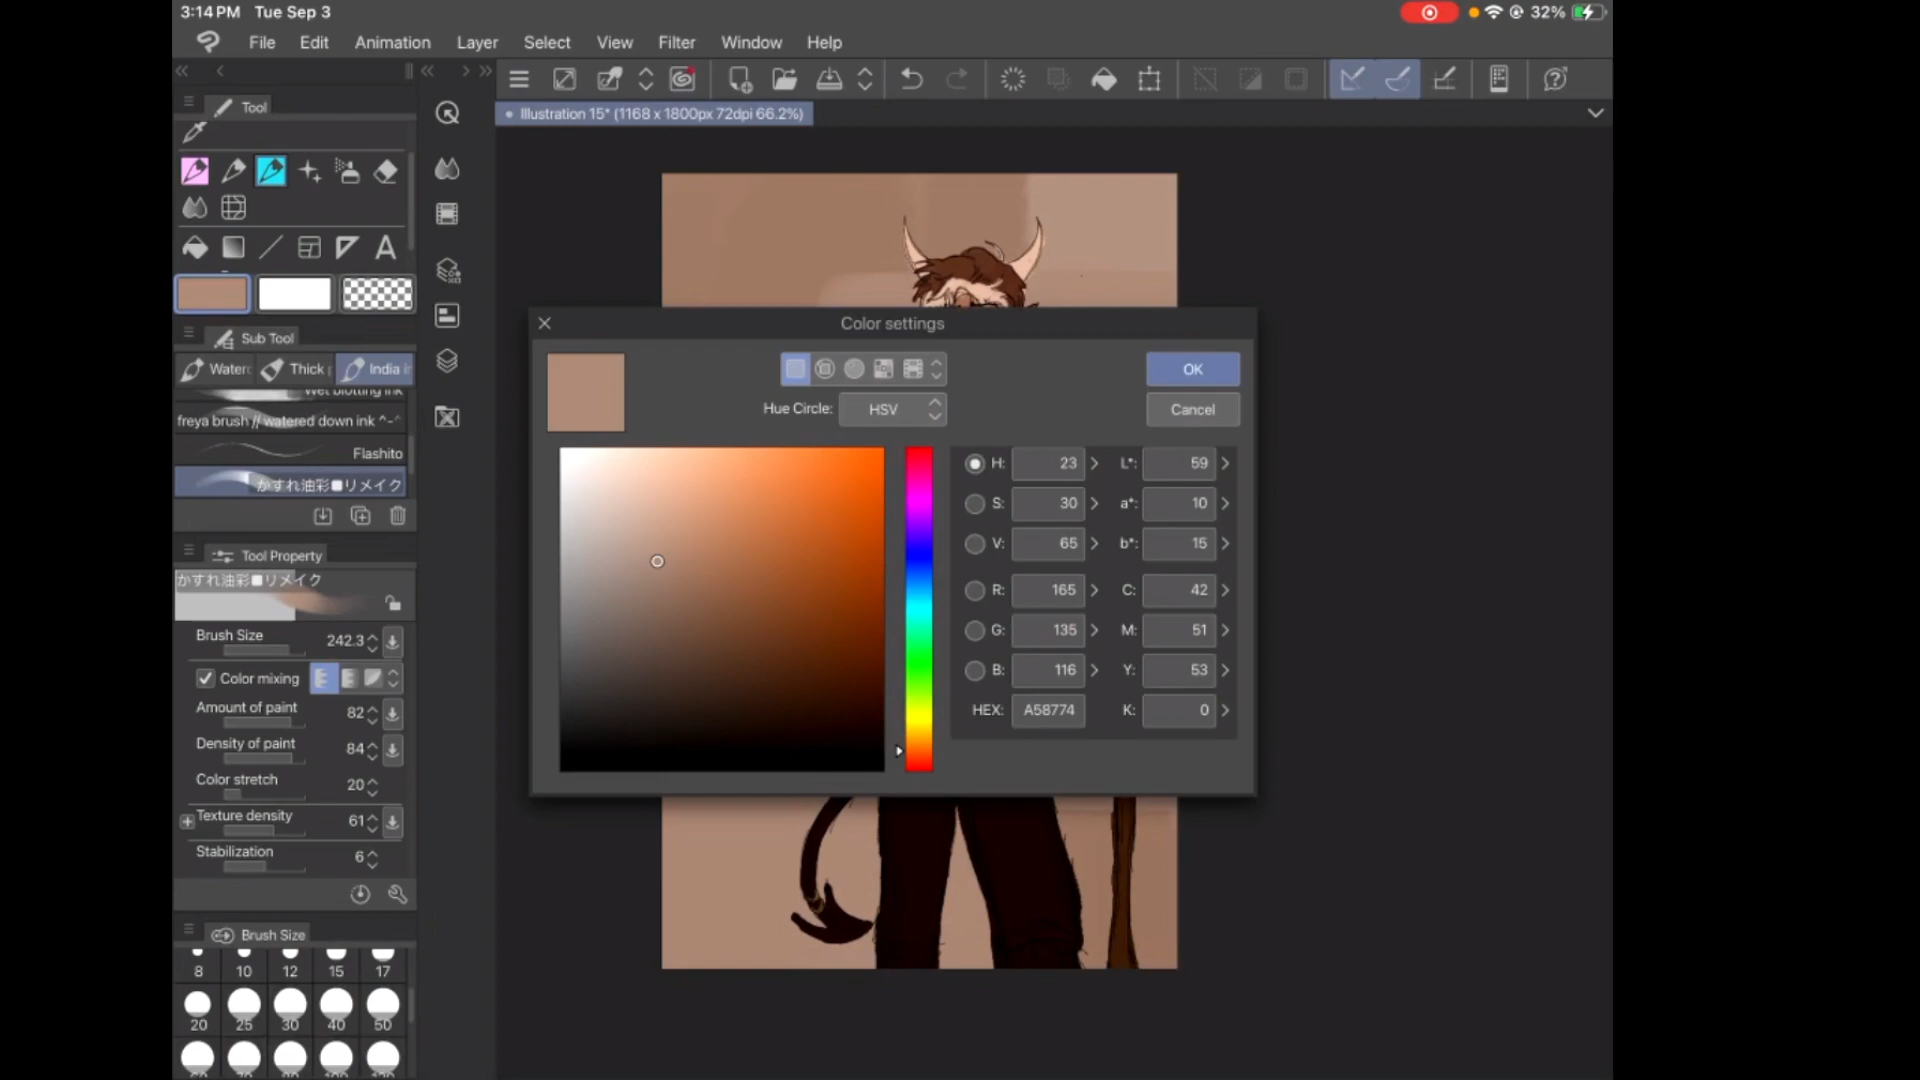 3:14 PM Tue Sep 3
32%
File Edit Animation Layer Select View Filter Window Help
Tool
Illustration 15* (1168 x 1800px 72dpi 66.2%)
Sub Tool
Thick
India
Wet blotting ink
freya brush // watered down ink ^-^
Flashito
かすれ油彩■リメイク
Tool Property
かすれ油彩■リメイク
Brush Size 242.3
Color mixing
Amount of paint 82
Density of paint 84
Color stretch 20
Texture density 61
Stabilization 6
Brush Size
8 10 12 15 17
20 25 30 40 50
Color settings
OK
Hue Circle: HSV
Cancel
H: 23 L*: 59
S: 30 a*: 10
V: 65 b*: 15
R: 165 C: 42
G: 135 M: 51
B: 116 Y: 53
HEX: A58774 K: 0